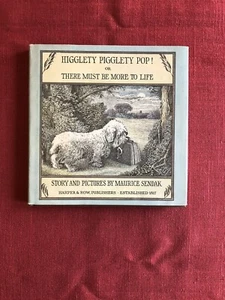 HIGGLETY PIGGLETY POP!
OR
THERE MUST BE MORE TO LIFE
STORY AND PICTURES BY MAURICE SENDAK
HARPER & ROW, PUBLISHERS · ESTABLISHED 1817